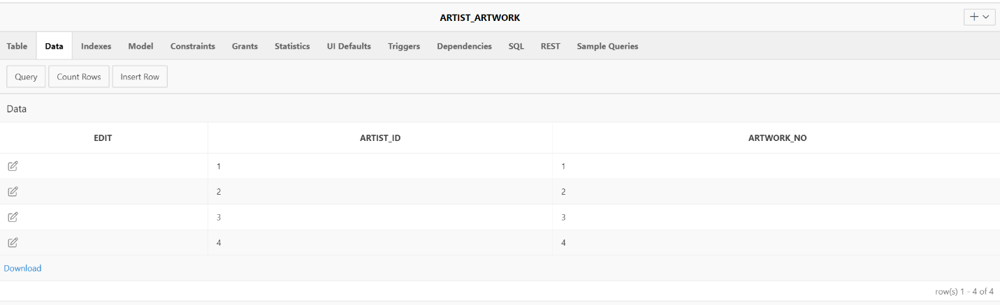 ARTIST_ARTWORK
Table Data Indexes Model Constraints Grants Statistics UI Defaults Triggers Dependencies SQL REST Sample Queries
Query Count Rows Insert Row
Data
EDIT ARTIST_ID ARTWORK_NO
1 1
2 2
3 3
4 4
Download
row(s) 1 - 4 of 4